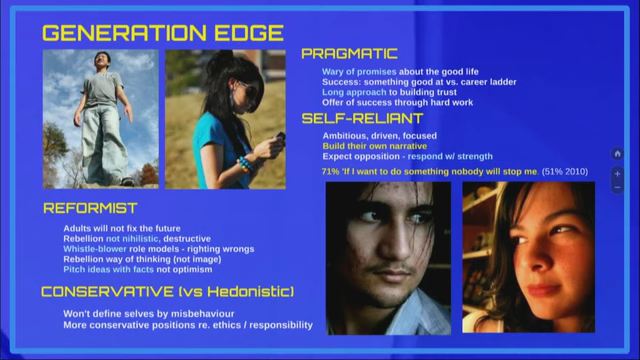 GENERATION EDGE
PRAGMATIC
Wary of promises about the good life
Success: something good at vs. career ladder
Long approach to building trust
Offer of success through hard work
SELF-RELIANT
Ambitious, driven, focused
Build their own narrative
Expect opposition - respond w/ strength
71% 'If I want to do something nobody will stop me. (51% 2010)
REFORMIST
Adults will not fix the future
Rebellion not nihilistic, destructive
Whistle-blower role models - righting wrongs
Rebellion way of thinking (not image)
Pitch ideas with facts not optimism
CONSERVATIVE (vs Hedonistic)
Won't define selves by misbehaviour
More conservative positions re. ethics / responsibility